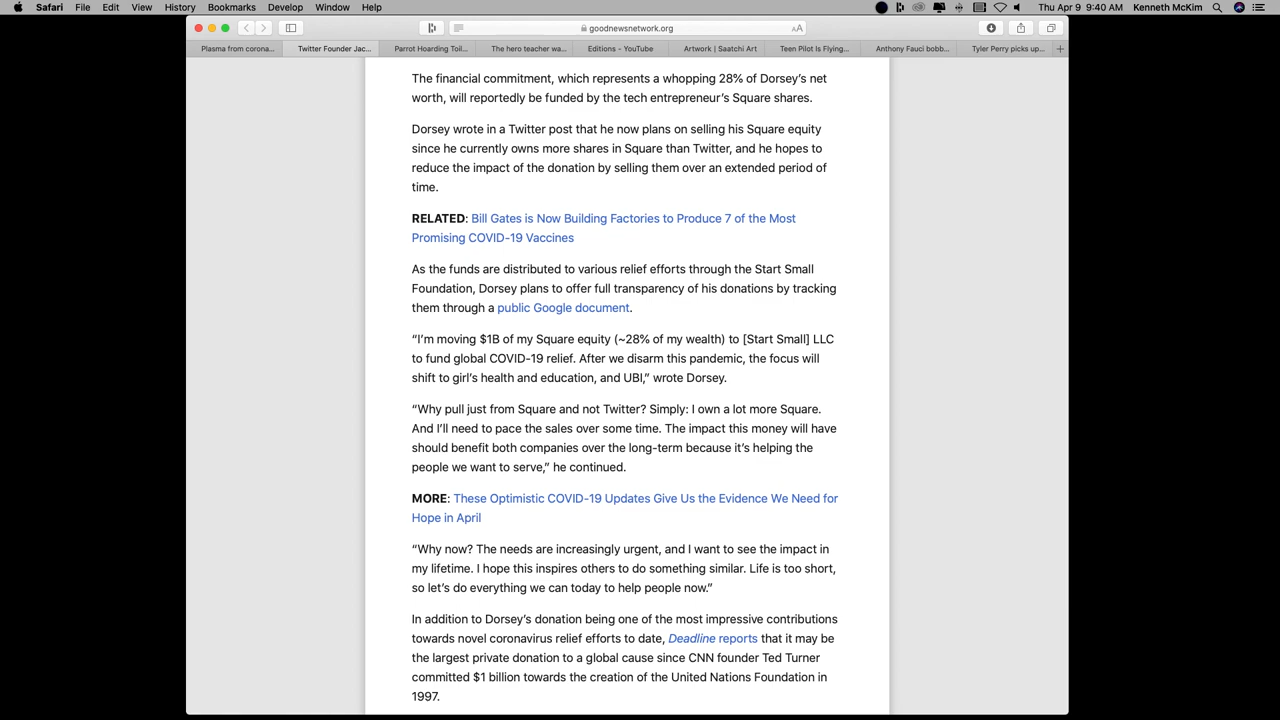 Safari File Edit View History Bookmarks Develop Window Help Thu Apr 9 9:40 AM Kenneth McKim
goodnewsnetwork.org AA
Plasma from corona... Twitter Founder Jac... Parrot Hoarding Toil... The hero teacher wa... Editions - YouTube Artwork | Saatchi Art Teen Pilot Is Flying... Anthony Fauci bobb... Tyler Perry picks up...
The financial commitment, which represents a whopping 28% of Dorsey’s net
worth, will reportedly be funded by the tech entrepreneur’s Square shares.
Dorsey wrote in a Twitter post that he now plans on selling his Square equity
since he currently owns more shares in Square than Twitter, and he hopes to
reduce the impact of the donation by selling them over an extended period of
time.
RELATED: Bill Gates is Now Building Factories to Produce 7 of the Most
Promising COVID-19 Vaccines
As the funds are distributed to various relief efforts through the Start Small
Foundation, Dorsey plans to offer full transparency of his donations by tracking
them through a public Google document.
“I’m moving $1B of my Square equity (~28% of my wealth) to [Start Small] LLC
to fund global COVID-19 relief. After we disarm this pandemic, the focus will
shift to girl’s health and education, and UBI,” wrote Dorsey.
“Why pull just from Square and not Twitter? Simply: I own a lot more Square.
And I’ll need to pace the sales over some time. The impact this money will have
should benefit both companies over the long-term because it’s helping the
people we want to serve,” he continued.
MORE: These Optimistic COVID-19 Updates Give Us the Evidence We Need for
Hope in April
“Why now? The needs are increasingly urgent, and I want to see the impact in
my lifetime. I hope this inspires others to do something similar. Life is too short,
so let’s do everything we can today to help people now.”
In addition to Dorsey’s donation being one of the most impressive contributions
towards novel coronavirus relief efforts to date, Deadline reports that it may be
the largest private donation to a global cause since CNN founder Ted Turner
committed $1 billion towards the creation of the United Nations Foundation in
1997.